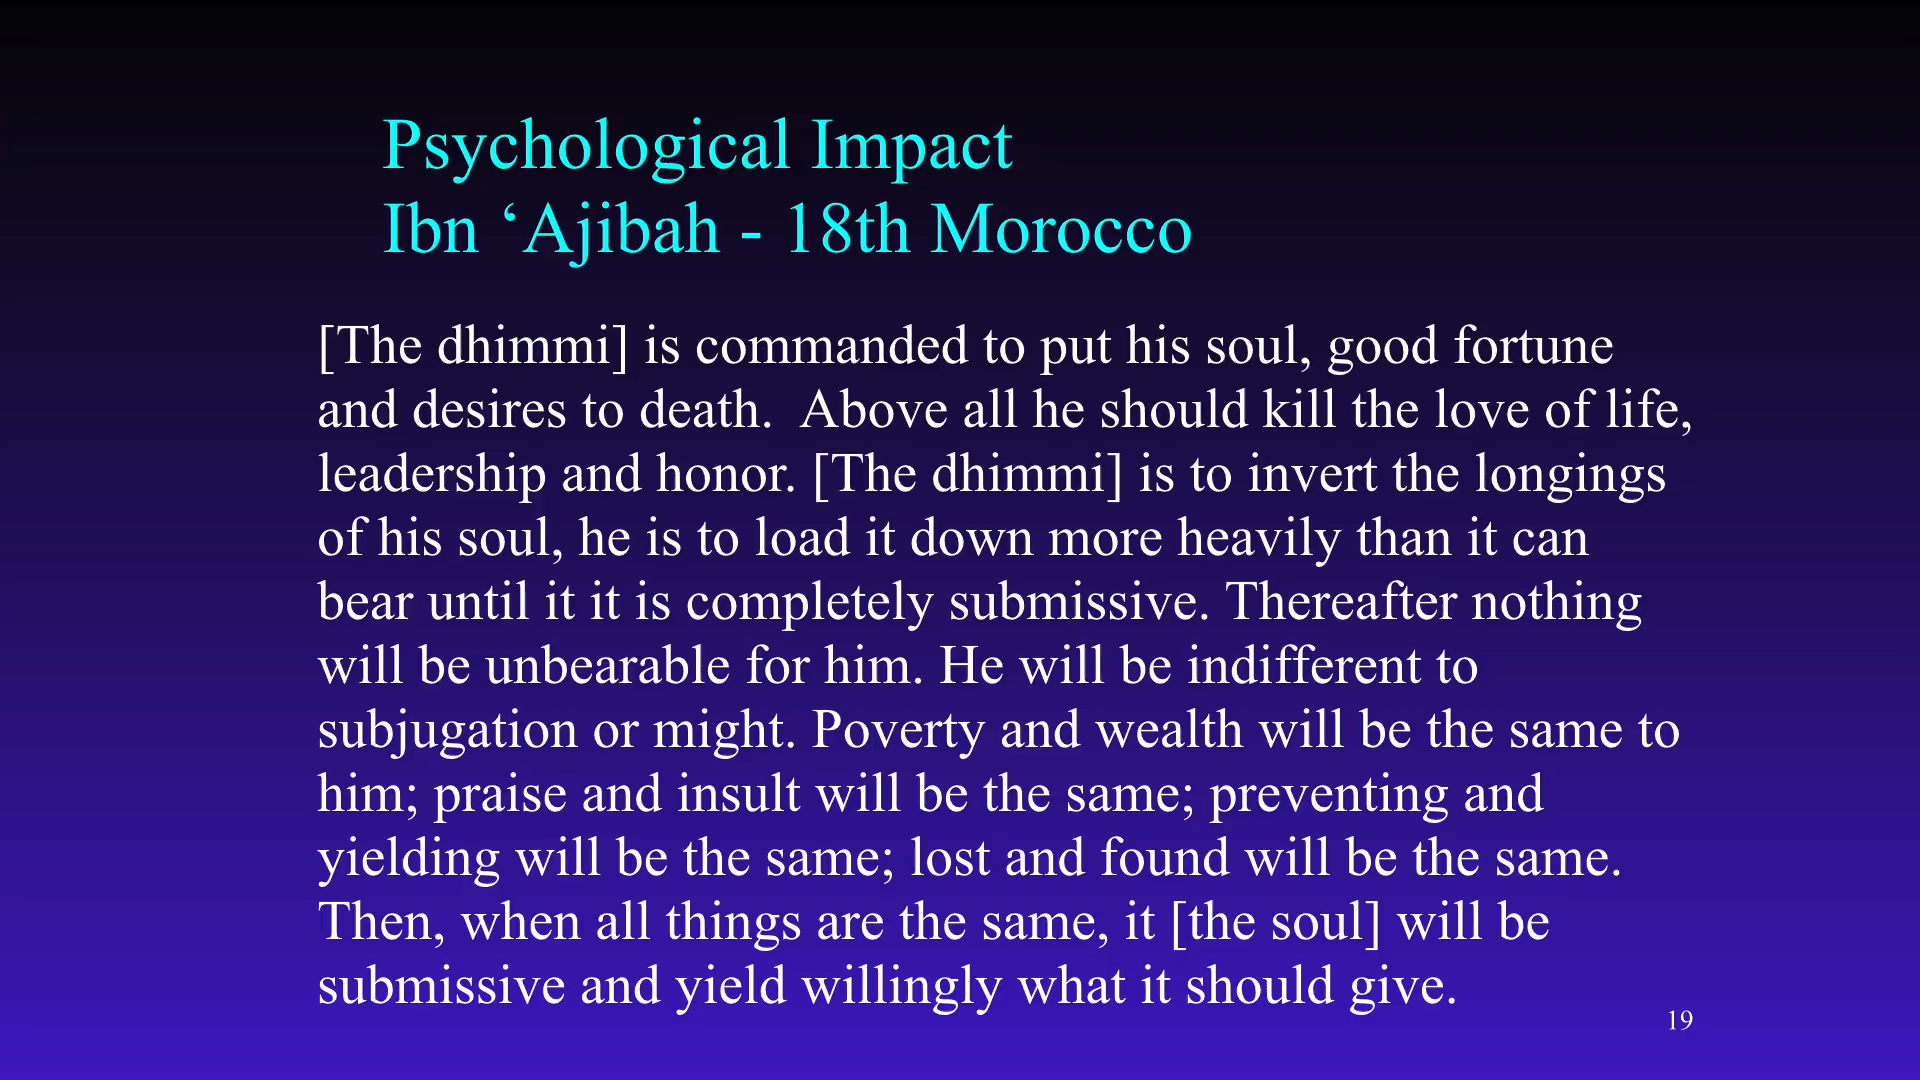 Psychological Impact
Ibn ‘Ajibah - 18th Morocco
[The dhimmi] is commanded to put his soul, good fortune
and desires to death.  Above all he should kill the love of life,
leadership and honor. [The dhimmi] is to invert the longings
of his soul, he is to load it down more heavily than it can
bear until it it is completely submissive. Thereafter nothing
will be unbearable for him. He will be indifferent to
subjugation or might. Poverty and wealth will be the same to
him; praise and insult will be the same; preventing and
yielding will be the same; lost and found will be the same.
Then, when all things are the same, it [the soul] will be
submissive and yield willingly what it should give.
19